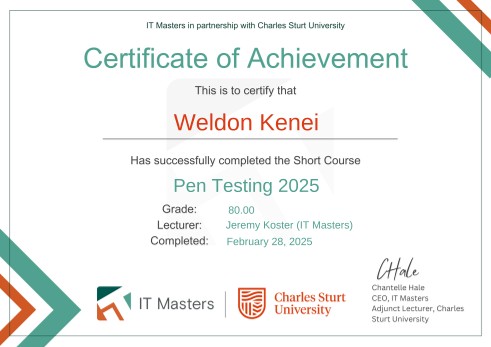 IT Masters in partnership with Charles Sturt University
Certificate of Achievement
This is to certify that
Weldon Kenei
Has successfully completed the Short Course
Pen Testing 2025
Grade: 80.00
Lecturer: Jeremy Koster (IT Masters)
Completed: February 28, 2025
CHale
Chantelle Hale
CEO, IT Masters
Adjunct Lecturer, Charles
Sturt University
IT Masters
Charles Sturt
University